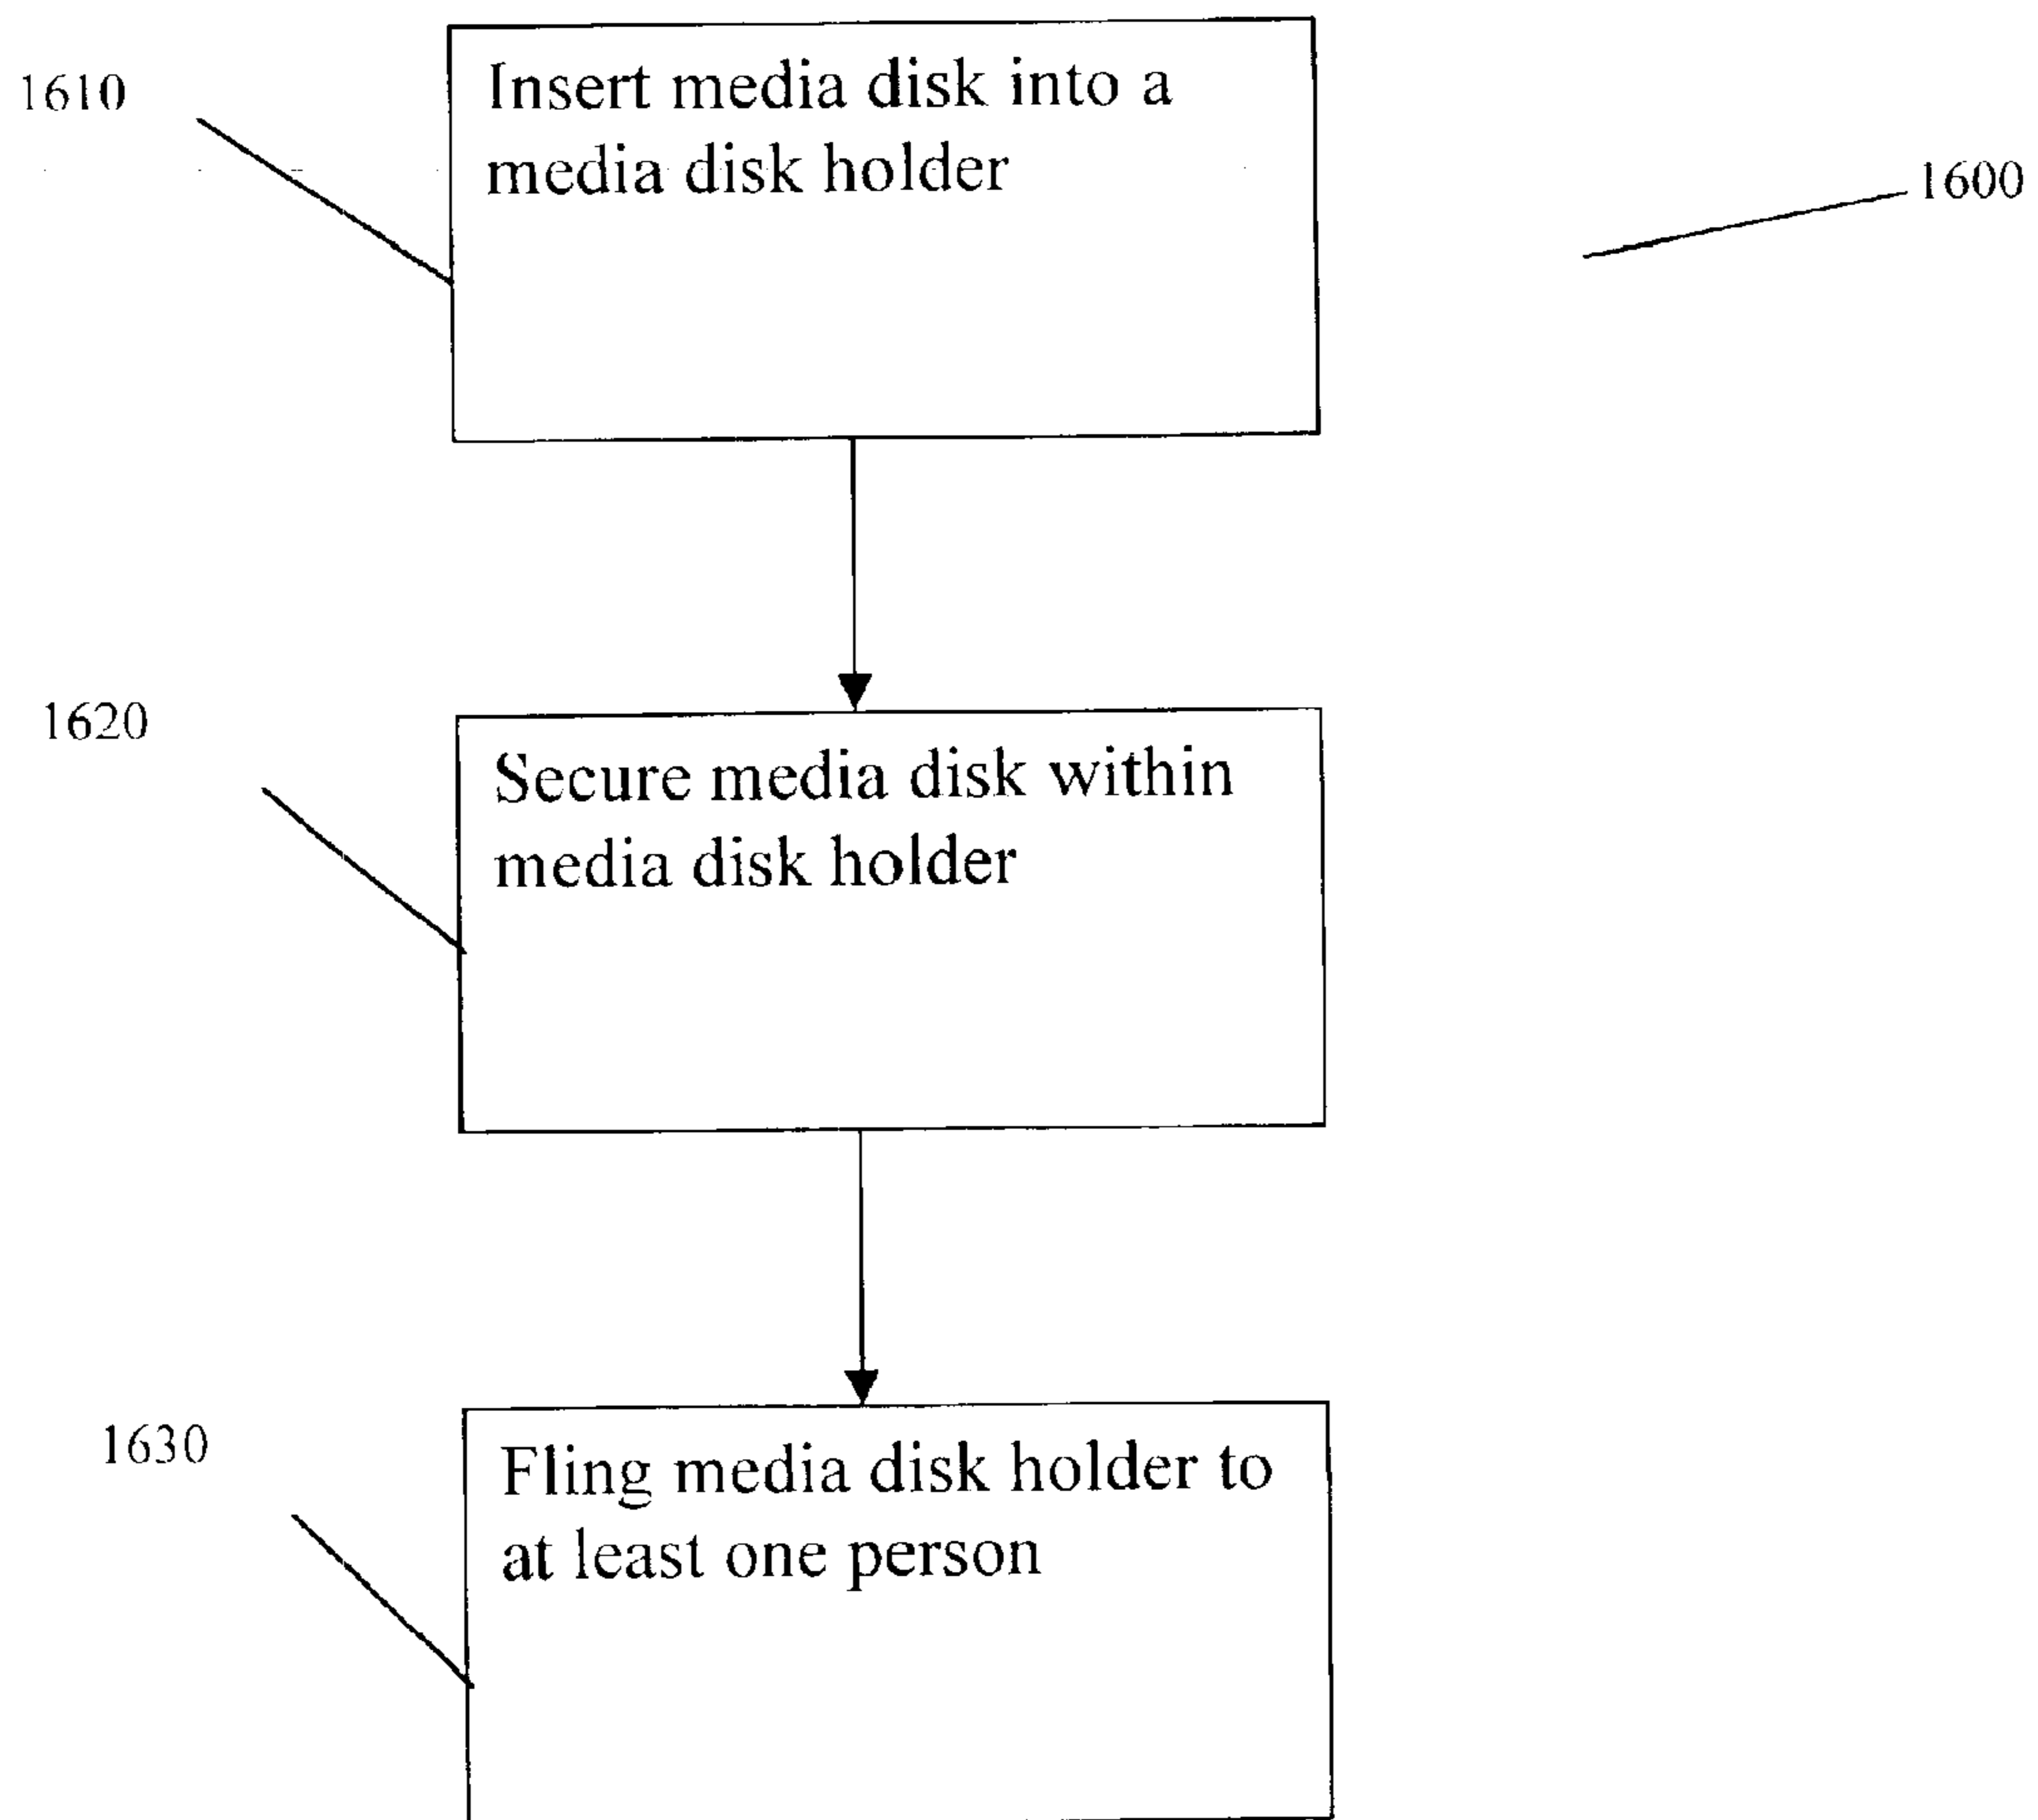 1610
Insert media disk into a
media disk holder
1600
1620
Secure media disk within
media disk holder
1630
Fling media disk holder to
at least one person